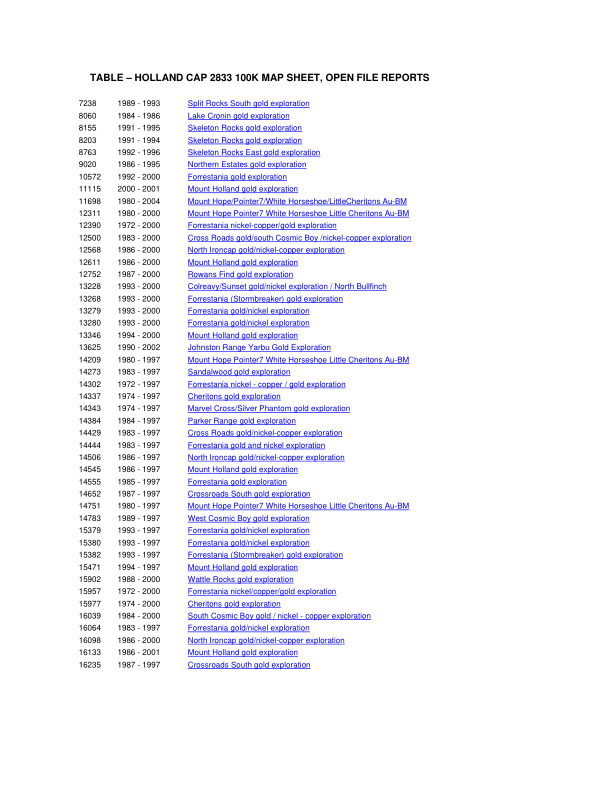 TABLE – HOLLAND CAP 2833 100K MAP SHEET, OPEN FILE REPORTS
7238 1989 - 1993 Split Rocks South gold exploration
8060 1984 - 1986 Lake Cronin gold exploration
8155 1991 - 1995 Skeleton Rocks gold exploration
8203 1991 - 1994 Skeleton Rocks gold exploration
8763 1992 - 1996 Skeleton Rocks East gold exploration
9020 1986 - 1995 Northern Estates gold exploration
10572 1992 - 2000 Forrestania gold exploration
11115 2000 - 2001 Mount Holland gold exploration
11698 1980 - 2004 Mount Hope/Pointer7/White Horseshoe/LittleCheritons Au-BM
12311 1980 - 2000 Mount Hope Pointer7 White Horseshoe Little Cheritons Au-BM
12390 1972 - 2000 Forrestania nickel-copper/gold exploration
12500 1983 - 2000 Cross Roads gold/south Cosmic Boy /nickel-copper exploration
12568 1986 - 2000 North Ironcap gold/nickel-copper exploration
12611 1986 - 2000 Mount Holland gold exploration
12752 1987 - 2000 Rowans Find gold exploration
13228 1993 - 2000 Colreavy/Sunset gold/nickel exploration / North Bullfinch
13268 1993 - 2000 Forrestania (Stormbreaker) gold exploration
13279 1993 - 2000 Forrestania gold/nickel exploration
13280 1993 - 2000 Forrestania gold/nickel exploration
13346 1994 - 2000 Mount Holland gold exploration
13625 1990 - 2002 Johnston Range Yarbu Gold Exploration
14209 1980 - 1997 Mount Hope Pointer7 White Horseshoe Little Cheritons Au-BM
14273 1983 - 1997 Sandalwood gold exploration
14302 1972 - 1997 Forrestania nickel - copper / gold exploration
14337 1974 - 1997 Cheritons gold exploration
14343 1974 - 1997 Marvel Cross/Silver Phantom gold exploration
14384 1984 - 1997 Parker Range gold exploration
14429 1983 - 1997 Cross Roads gold/nickel-copper exploration
14444 1983 - 1997 Forrestania gold and nickel exploration
14506 1986 - 1997 North Ironcap gold/nickel-copper exploration
14545 1986 - 1997 Mount Holland gold exploration
14555 1985 - 1997 Forrestania gold exploration
14652 1987 - 1997 Crossroads South gold exploration
14751 1980 - 1997 Mount Hope Pointer7 White Horseshoe Little Cheritons Au-BM
14783 1989 - 1997 West Cosmic Boy gold exploration
15379 1993 - 1997 Forrestania gold/nickel exploration
15380 1993 - 1997 Forrestania gold/nickel exploration
15382 1993 - 1997 Forrestania (Stormbreaker) gold exploration
15471 1994 - 1997 Mount Holland gold exploration
15902 1988 - 2000 Wattle Rocks gold exploration
15957 1972 - 2000 Forrestania nickel/copper/gold exploration
15977 1974 - 2000 Cheritons gold exploration
16039 1984 - 2000 South Cosmic Boy gold / nickel - copper exploration
16064 1983 - 1997 Forrestania gold/nickel exploration
16098 1986 - 2000 North Ironcap gold/nickel-copper exploration
16133 1986 - 2001 Mount Holland gold exploration
16235 1987 - 1997 Crossroads South gold exploration